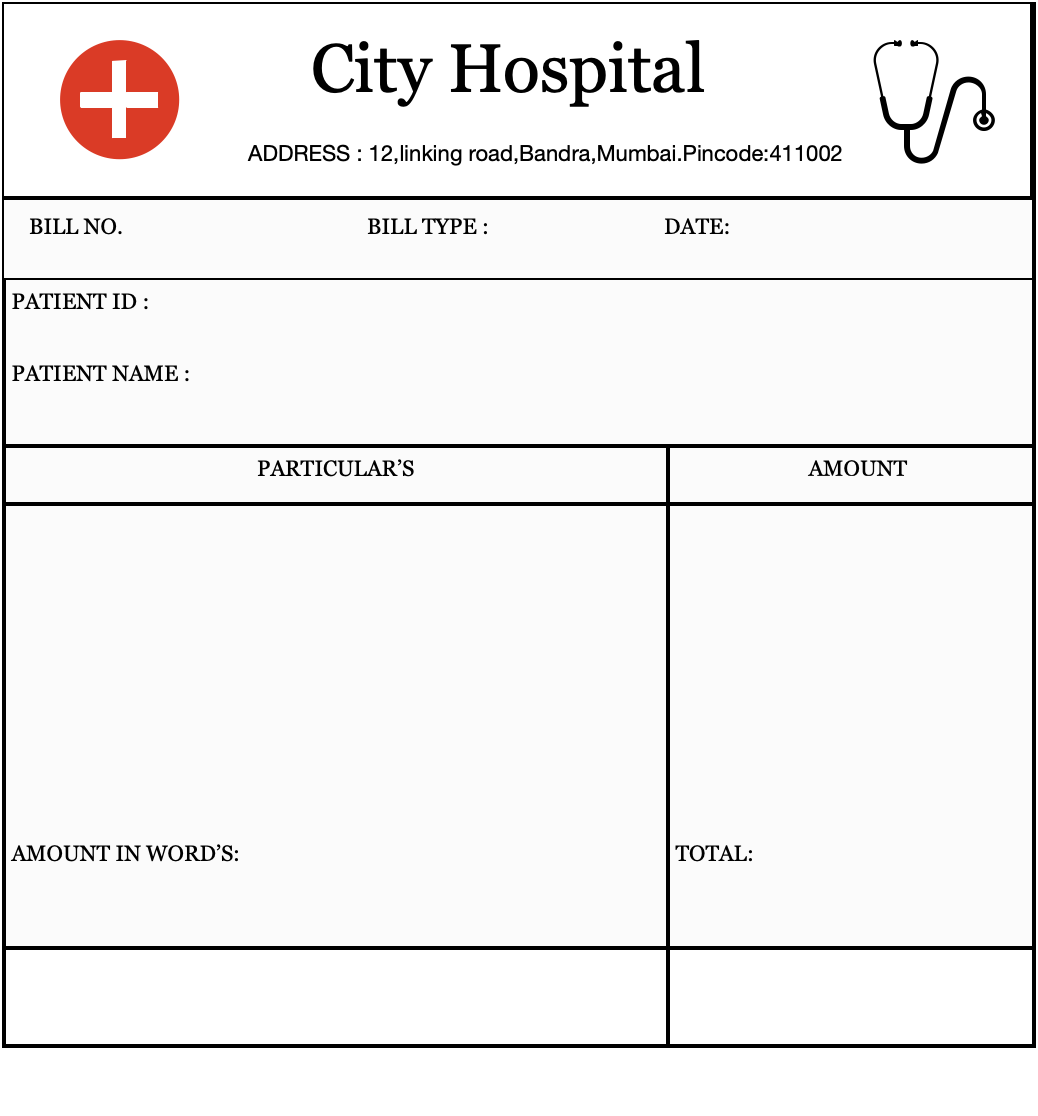 City Hospital
ADDRESS : 12,linking road,Bandra,Mumbai.Pincode:411002
BILL NO. BILL TYPE : DATE:
PATIENT ID :
PATIENT NAME :
PARTICULAR’S AMOUNT
AMOUNT IN WORD’S: TOTAL: